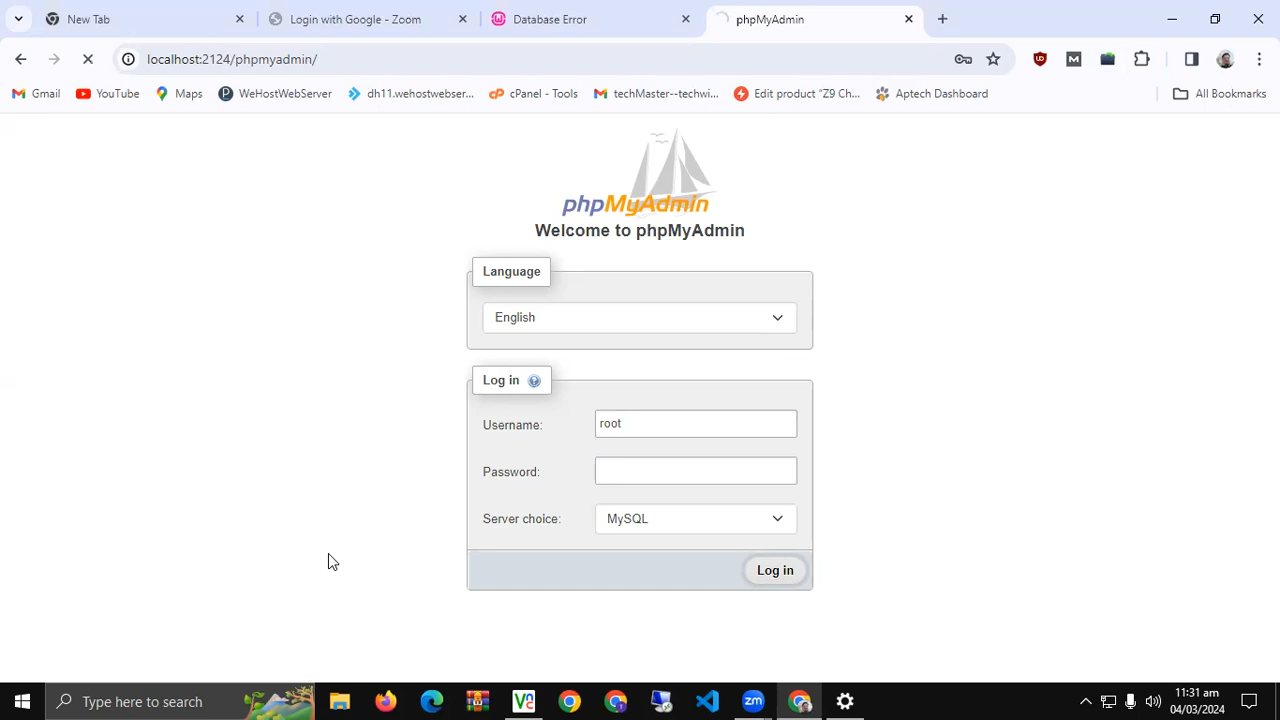 New Tab
Login with Google - Zoom
Database Error
phpMyAdmin
localhost:2124/phpmyadmin/
Gmail
YouTube
Maps
WeHostWebServer
dh11.wehostwebser...
cPanel - Tools
techMaster--techwi...
Edit product "Z9 Ch...
Aptech Dashboard
All Bookmarks
phpMyAdmin
Welcome to phpMyAdmin
Language
English
Log in
Username:
root
Password:
Server choice:
MySQL
Log in
Type here to search
11:31 am
04/03/2024